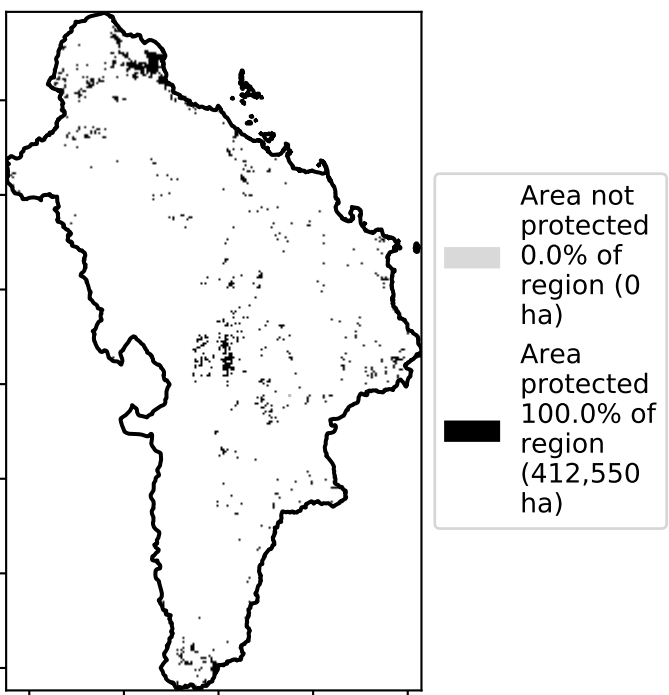 Area not
protected
0.0% of
region (0
ha)
Area
protected
100.0% of
region
(412,550
ha)